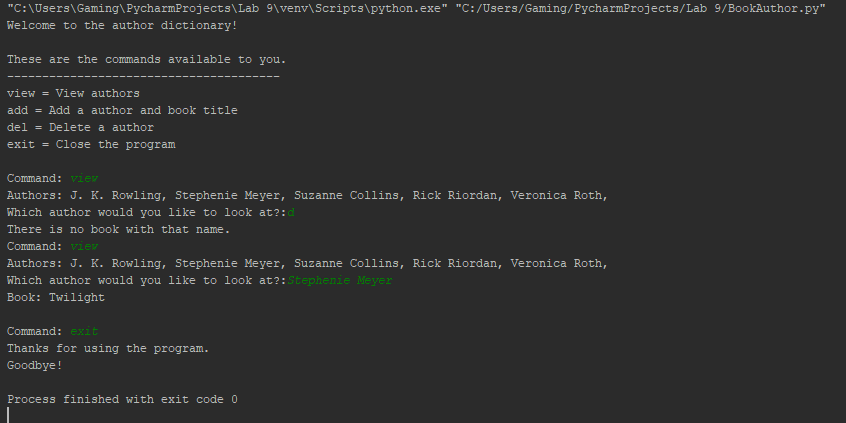 "C:\Users\Gaming\PycharmProjects\Lab 9\venv\Scripts\python.exe" "C:/Users/Gaming/PycharmProjects/Lab 9/BookAuthor.py"
Welcome to the author dictionary!
These are the commands available to you.
---------------------------------------
view = View authors
add = Add a author and book title
del = Delete a author
exit = Close the program
Command: view
Authors: J. K. Rowling, Stephenie Meyer, Suzanne Collins, Rick Riordan, Veronica Roth,
Which author would you like to look at?:d
There is no book with that name.
Command: view
Authors: J. K. Rowling, Stephenie Meyer, Suzanne Collins, Rick Riordan, Veronica Roth,
Which author would you like to look at?:Stephenie Meyer
Book: Twilight
Command: exit
Thanks for using the program.
Goodbye!
Process finished with exit code 0